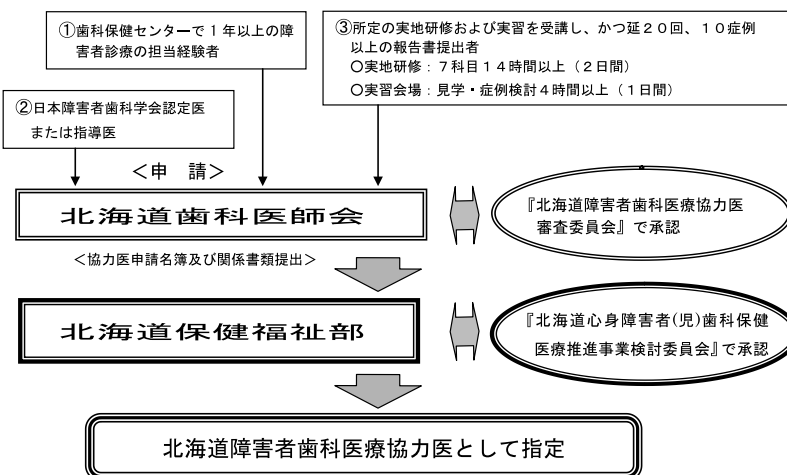 ①歯科保健センターで1年以上の障
害者診療の担当経験者
③所定の実地研修および実習を受講し、かつ延20回、10症例
以上の報告書提出者
○実地研修：7科目14時間以上（2日間）
○実習会場：見学・症例検討4時間以上（1日間）
②日本障害者歯科学会認定医
または指導医
＜申　請＞
北海道歯科医師会
『北海道障害者歯科医療協力医
審査委員会』で承認
＜協力医申請名簿及び関係書類提出＞
北海道保健福祉部
『北海道心身障害者(児)歯科保健
医療推進事業検討委員会』で承認
北海道障害者歯科医療協力医として指定